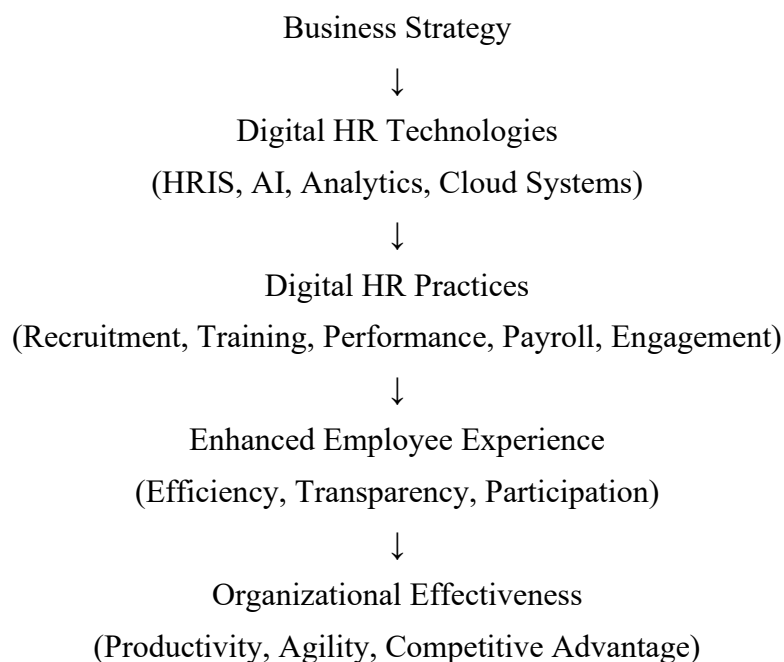 Business Strategy
↓
Digital HR Technologies
(HRIS, AI, Analytics, Cloud Systems)
↓
Digital HR Practices
(Recruitment, Training, Performance, Payroll, Engagement)
↓
Enhanced Employee Experience
(Efficiency, Transparency, Participation)
↓
Organizational Effectiveness
(Productivity, Agility, Competitive Advantage)